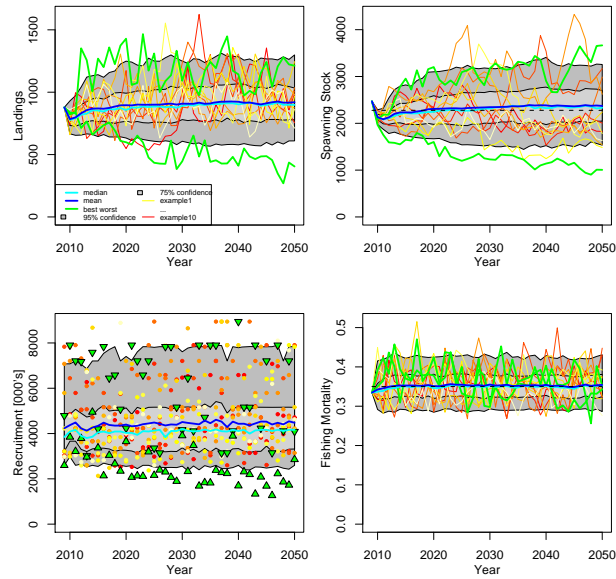 1500
1000
500
0
Landings
median
mean
best worst
95% confidence
75% confidence
example1
...
example10
2010 2020 2030 2040 2050
Year
4000
3000
2000
1000
0
Spawning Stock
2010 2020 2030 2040 2050
Year
8000
6000
4000
2000
0
Recruitment [000's]
2010 2020 2030 2040 2050
Year
0.5
0.4
0.3
0.2
0.1
0.0
Fishing Mortality
2010 2020 2030 2040 2050
Year